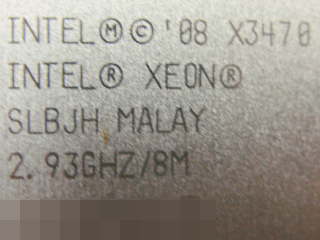 INTEL Ⓜ © '08 X3470
INTEL® XEON®
SLBJH MALAY
2.93GHZ/8M